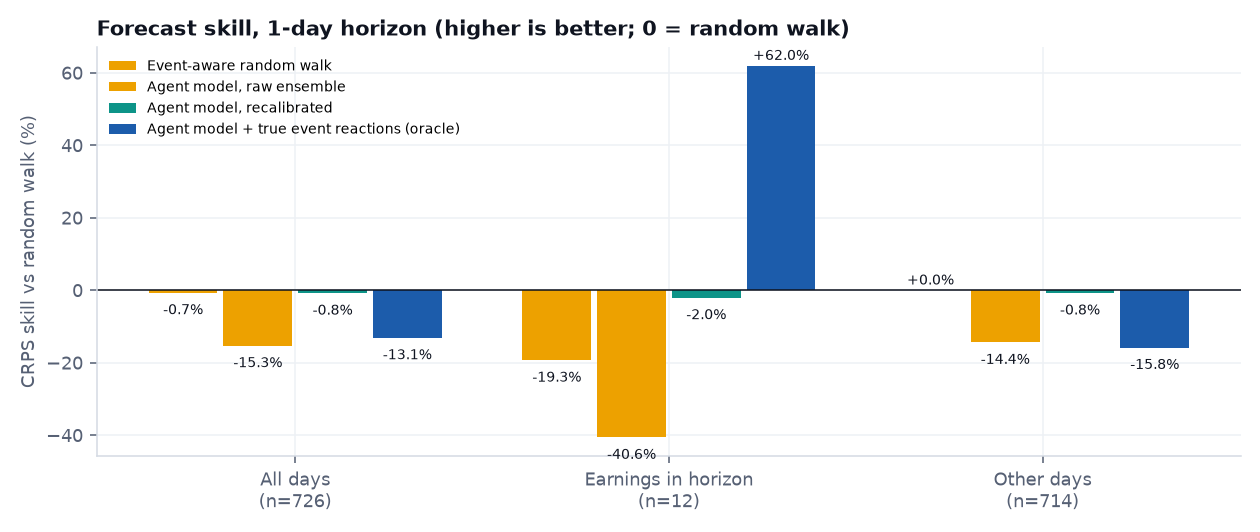 Forecast skill, 1-day horizon (higher is better; 0 = random walk)
Event-aware random walk
Agent model, raw ensemble
Agent model, recalibrated
Agent model + true event reactions (oracle)
CRPS skill vs random walk (%)
60
40
20
0
−20
−40
-0.7%
-15.3%
-0.8%
-13.1%
-19.3%
-40.6%
-2.0%
+62.0%
+0.0%
-14.4%
-0.8%
-15.8%
All days
(n=726)
Earnings in horizon
(n=12)
Other days
(n=714)